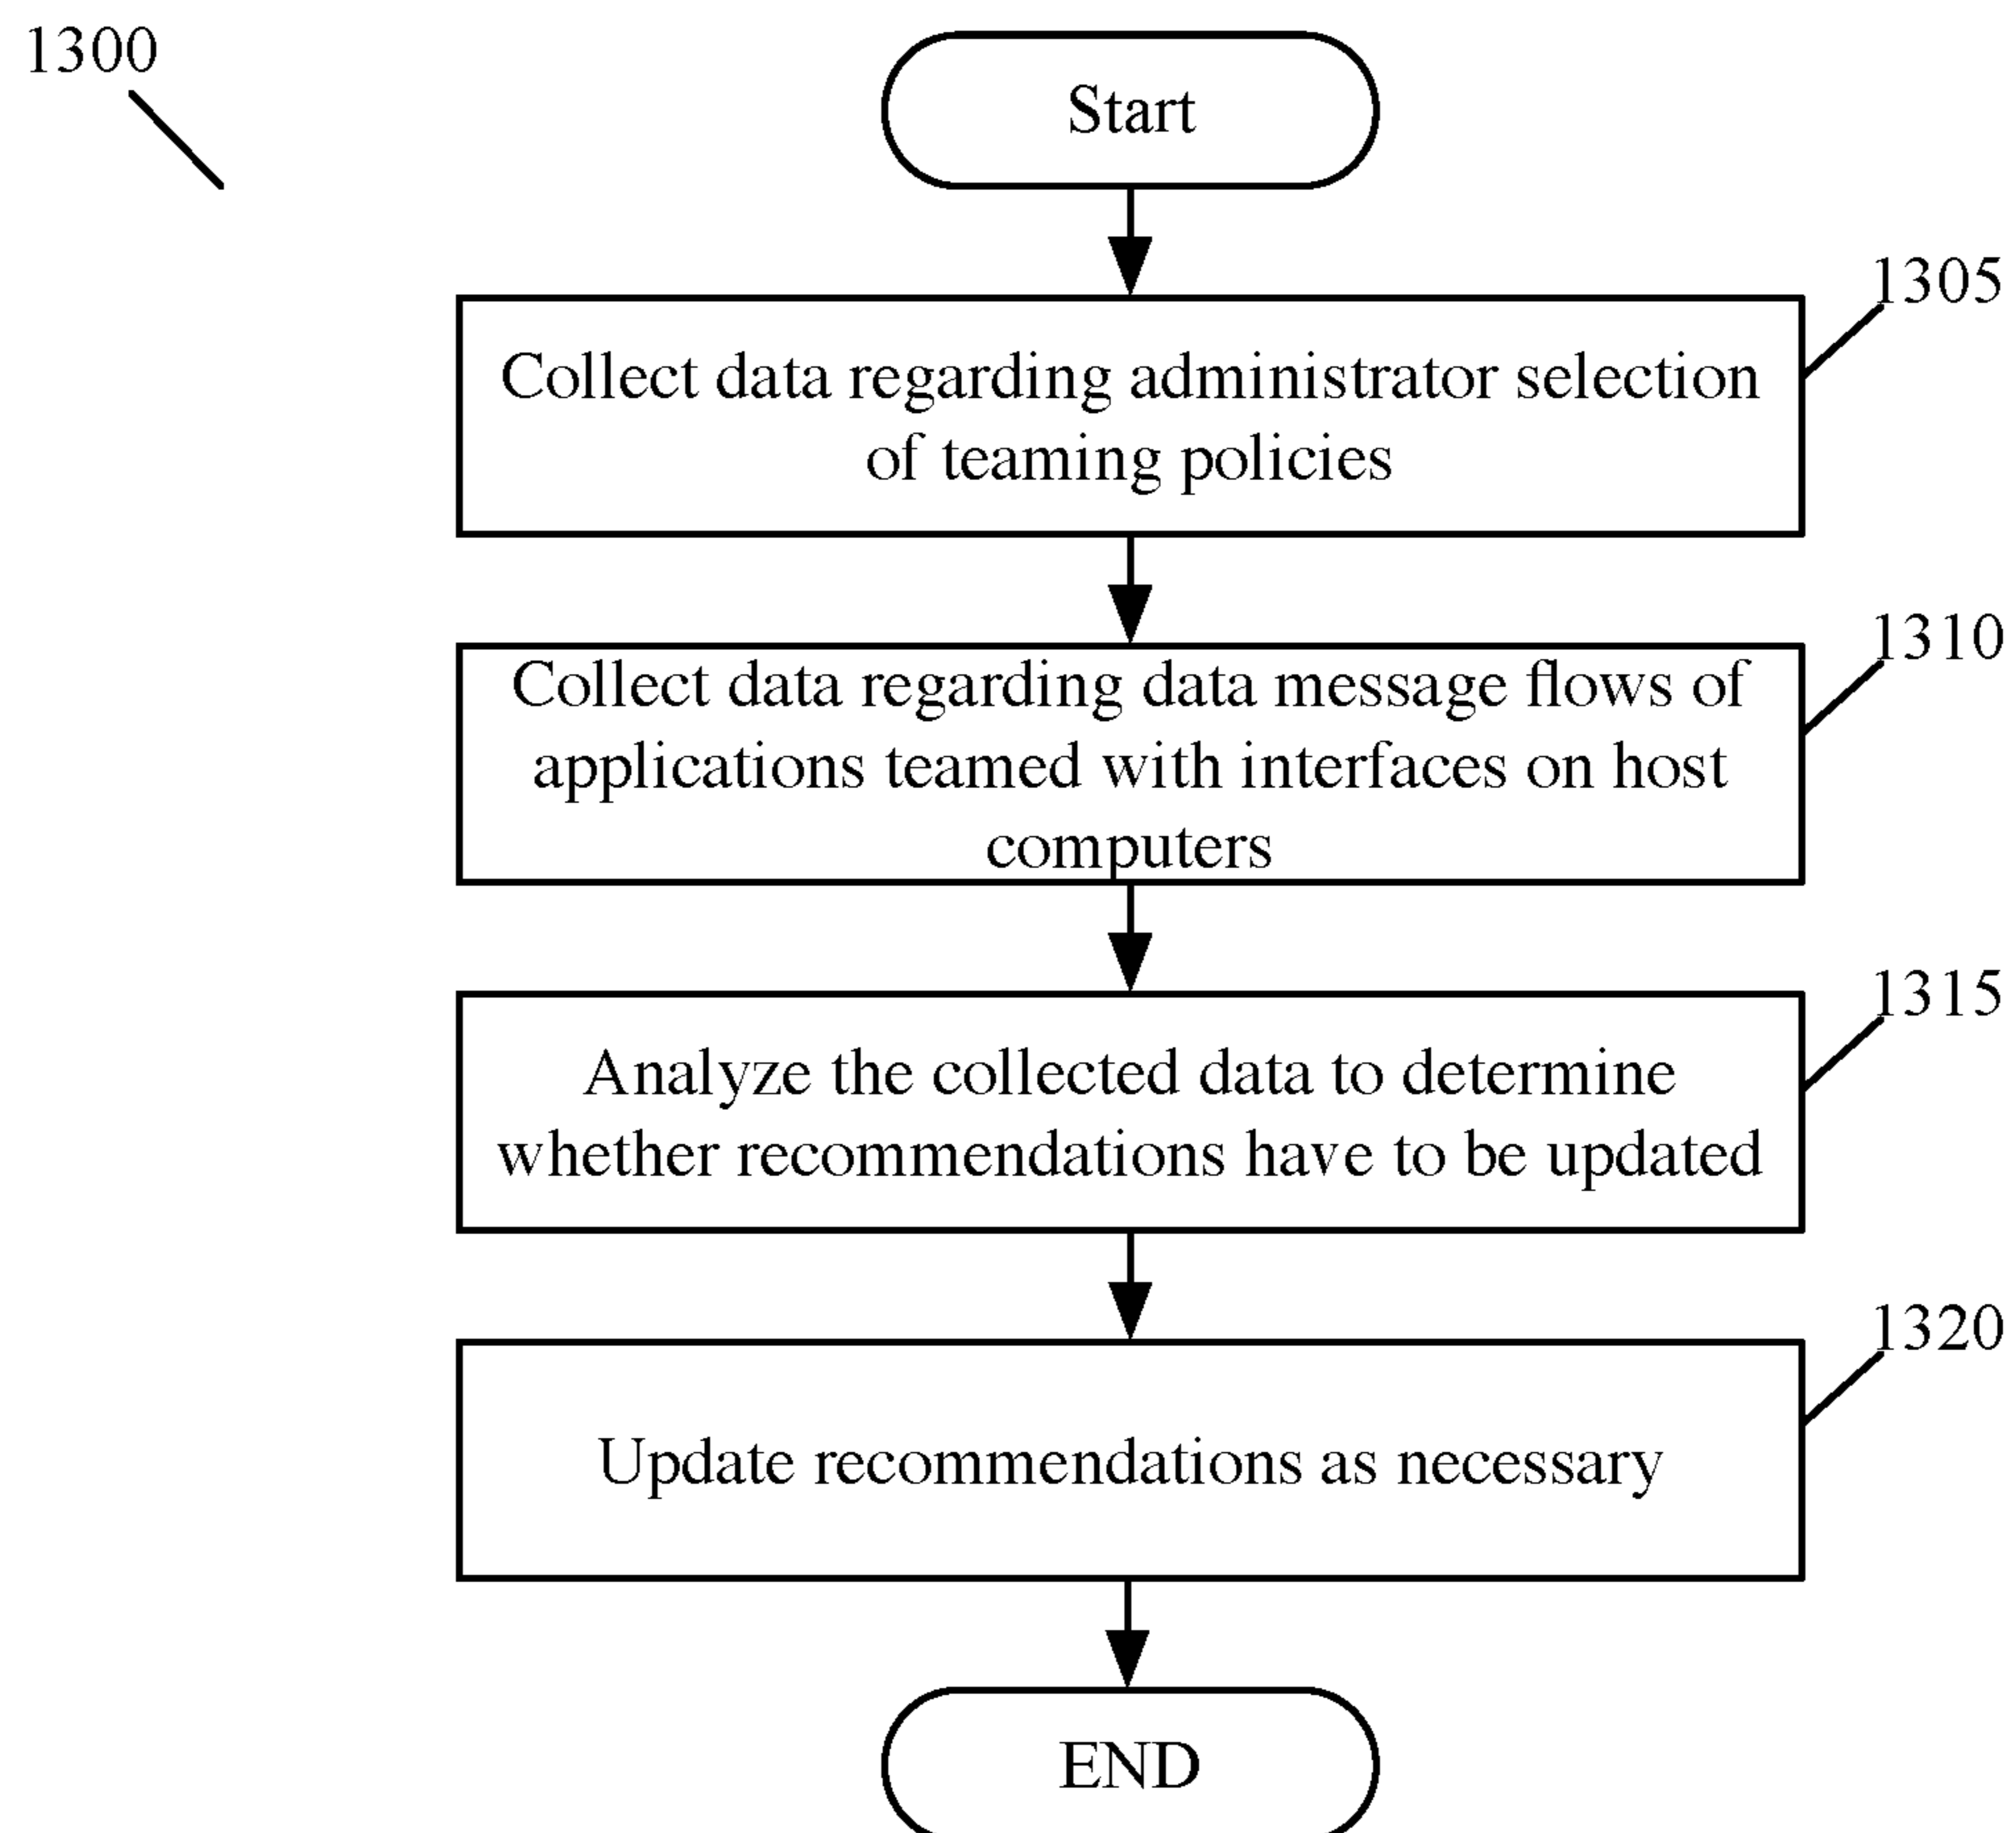 1300
Start
1305
Collect data regarding administrator selection
of teaming policies
1310
Collect data regarding data message flows of
applications teamed with interfaces on host
computers
1315
Analyze the collected data to determine
whether recommendations have to be updated
1320
Update recommendations as necessary
END